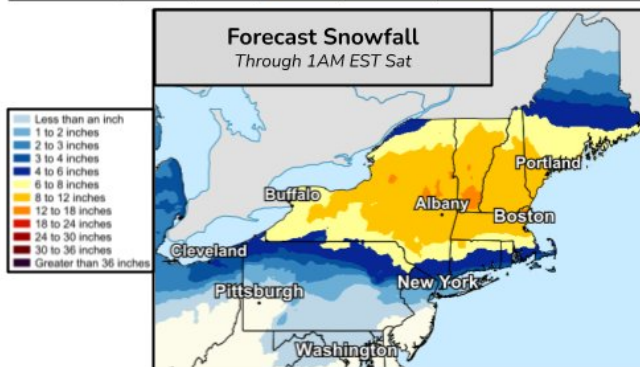 Forecast Snowfall
Through 1AM EST Sat
Less than an inch
1 to 2 inches
2 to 3 inches
3 to 4 inches
4 to 6 inches
6 to 8 inches
8 to 12 inches
12 to 18 inches
18 to 24 inches
24 to 30 inches
30 to 36 inches
Greater than 36 inches
Portland
Buffalo
Albany
Boston
Cleveland
New York
Pittsburgh
Washington